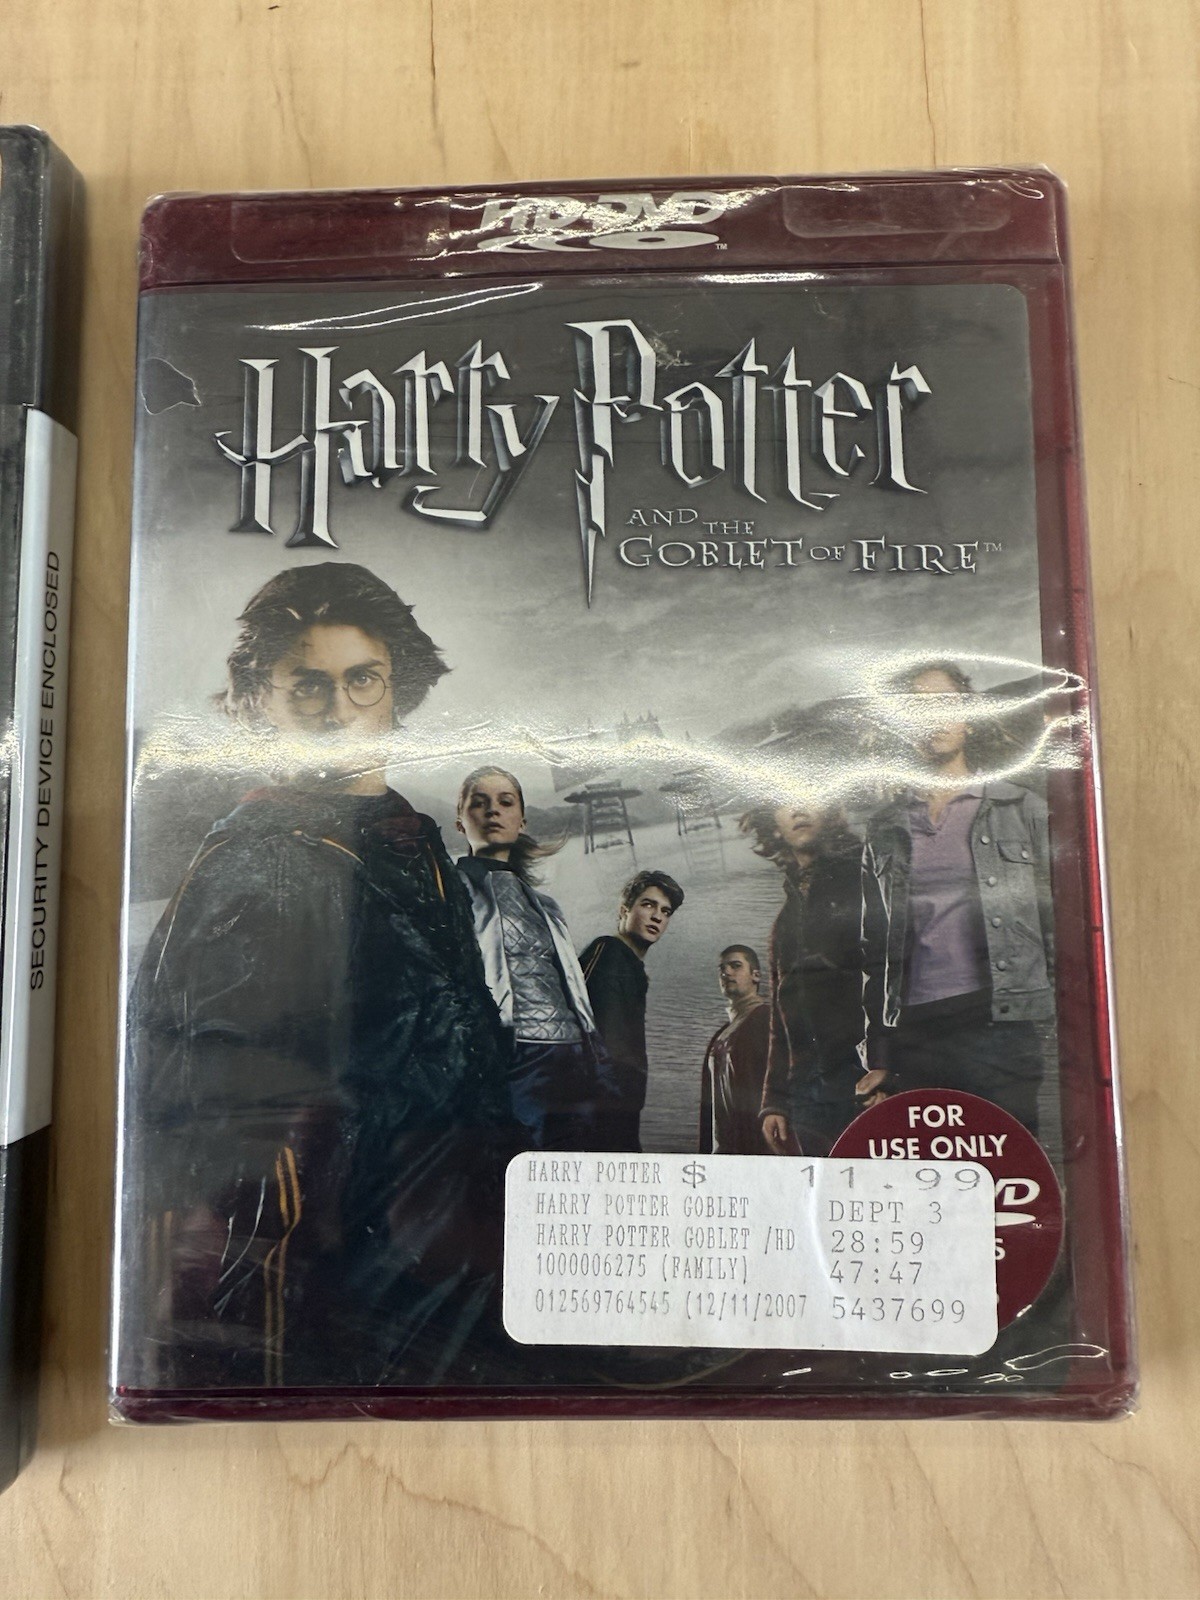 HD DVD
TM
Harry Potter
AND THE
GOBLET OF FIRE™
SECURITY DEVICE ENCLOSED
FOR
USE ONLY
HARRY POTTER $ 11.99
HARRY POTTER GOBLET DEPT 3
HARRY POTTER GOBLET /HD 28:59
1000006275 (FAMILY) 47:47
012569764545 (12/11/2007 5437699